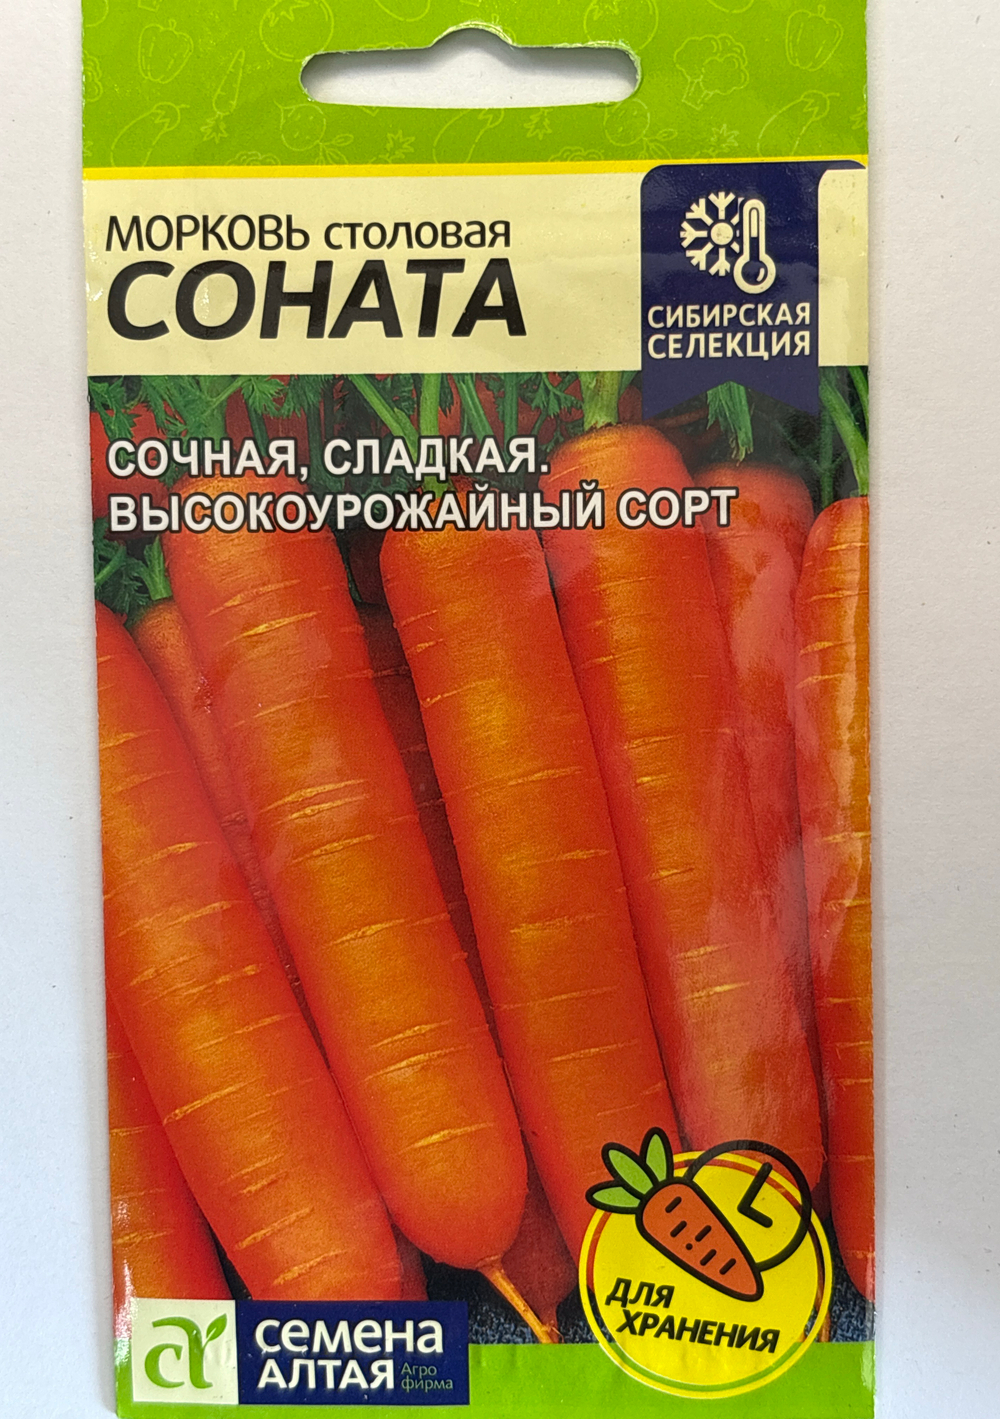 МОРКОВЬ столовая
СОНАТА
СИБИРСКАЯ
СЕЛЕКЦИЯ
СОЧНАЯ, СЛАДКАЯ.
ВЫСОКОУРОЖАЙНЫЙ СОРТ
ДЛЯ
ХРАНЕНИЯ
семена
АЛТАЯ
Агро
фирма